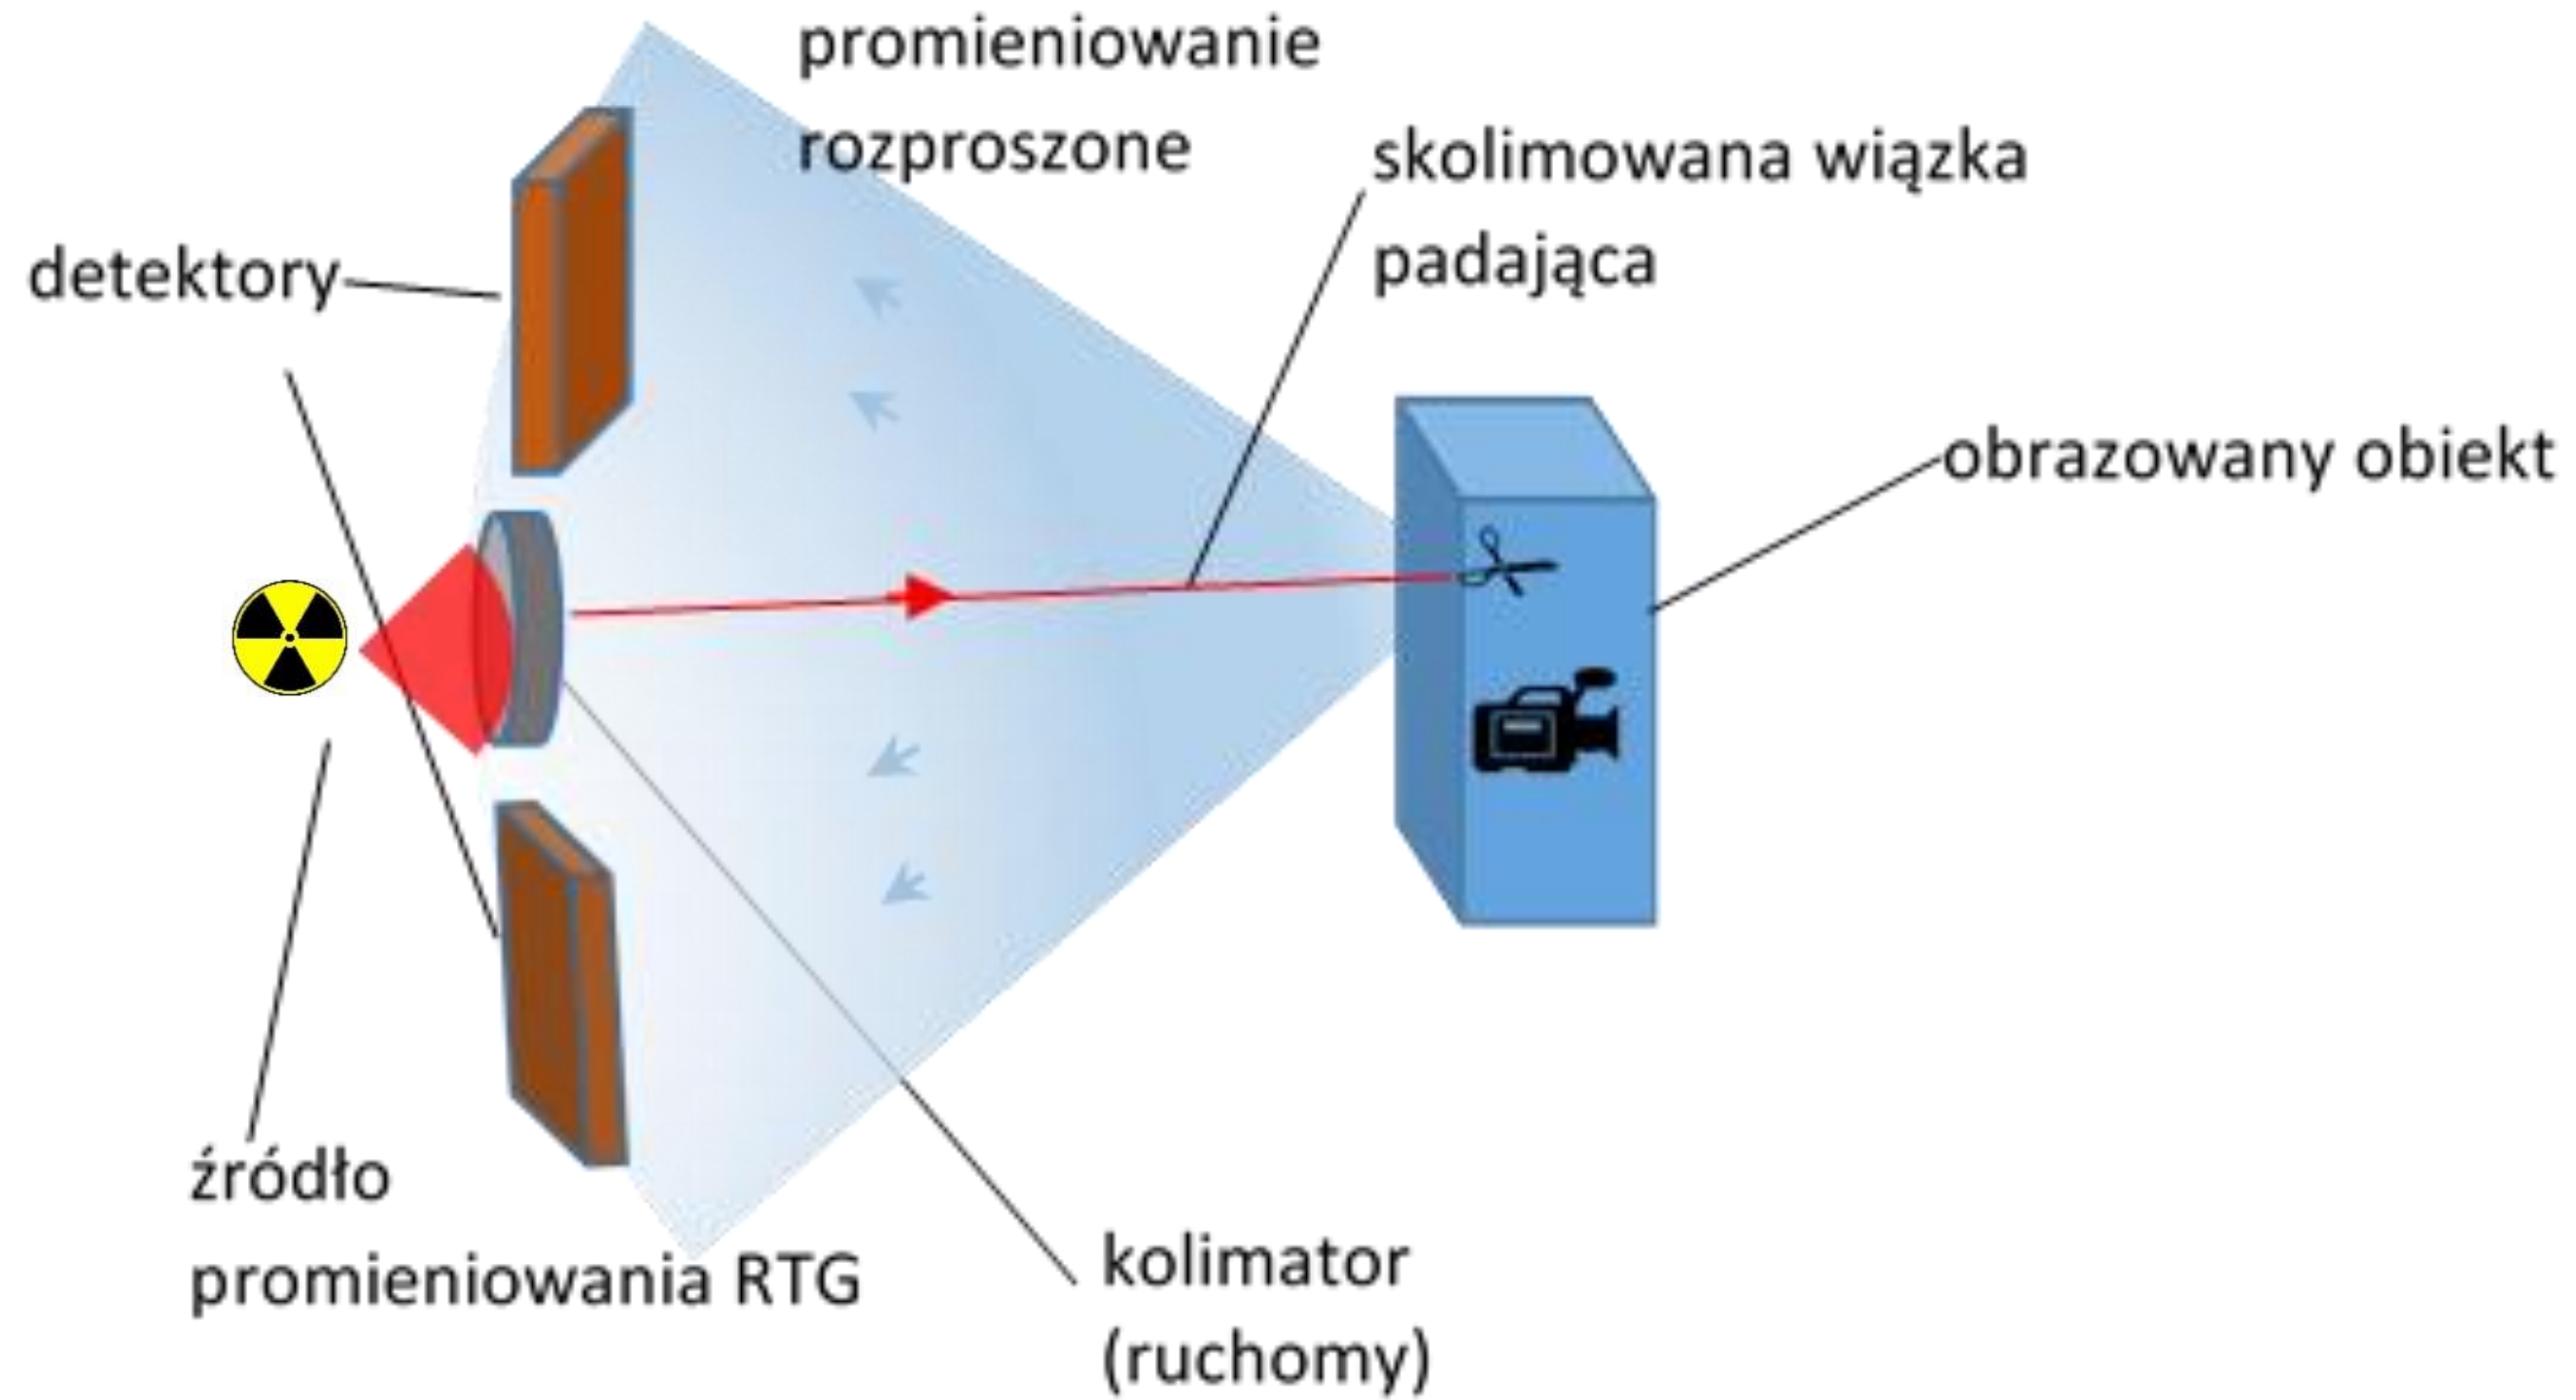 promieniowanie
rozproszone
skolimowana wiązka
padająca
detektory
obrazowany obiekt
źródło
promieniowania RTG
kolimator
(ruchomy)